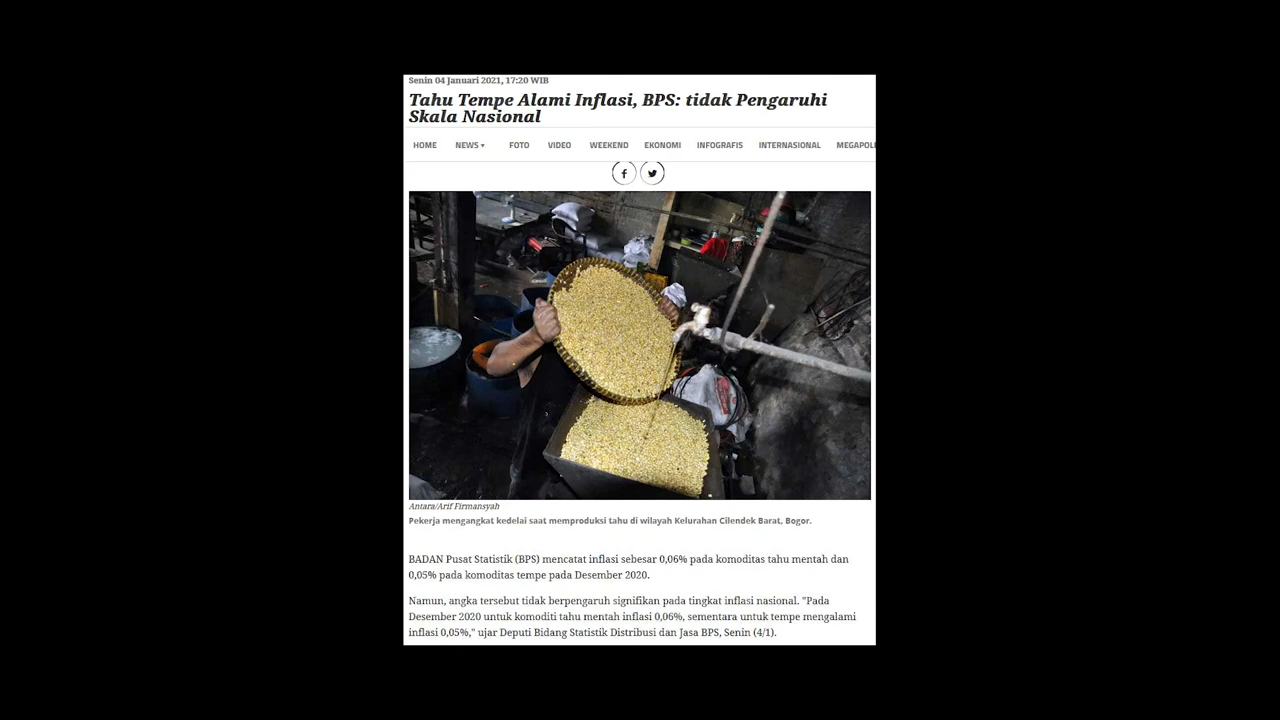 Senin 04 Januari 2021, 17:20 WIB
Tahu Tempe Alami Inflasi, BPS: tidak Pengaruhi
Skala Nasional
HOME NEWS ▾ FOTO VIDEO WEEKEND EKONOMI INFOGRAFIS INTERNASIONAL MEGAPOLI
Antara/Arif Firmansyah
Pekerja mengangkat kedelai saat memproduksi tahu di wilayah Kelurahan Cilendek Barat, Bogor.
BADAN Pusat Statistik (BPS) mencatat inflasi sebesar 0,06% pada komoditas tahu mentah dan
0,05% pada komoditas tempe pada Desember 2020.
Namun, angka tersebut tidak berpengaruh signifikan pada tingkat inflasi nasional. "Pada
Desember 2020 untuk komoditi tahu mentah inflasi 0,06%, sementara untuk tempe mengalami
inflasi 0,05%," ujar Deputi Bidang Statistik Distribusi dan Jasa BPS, Senin (4/1).